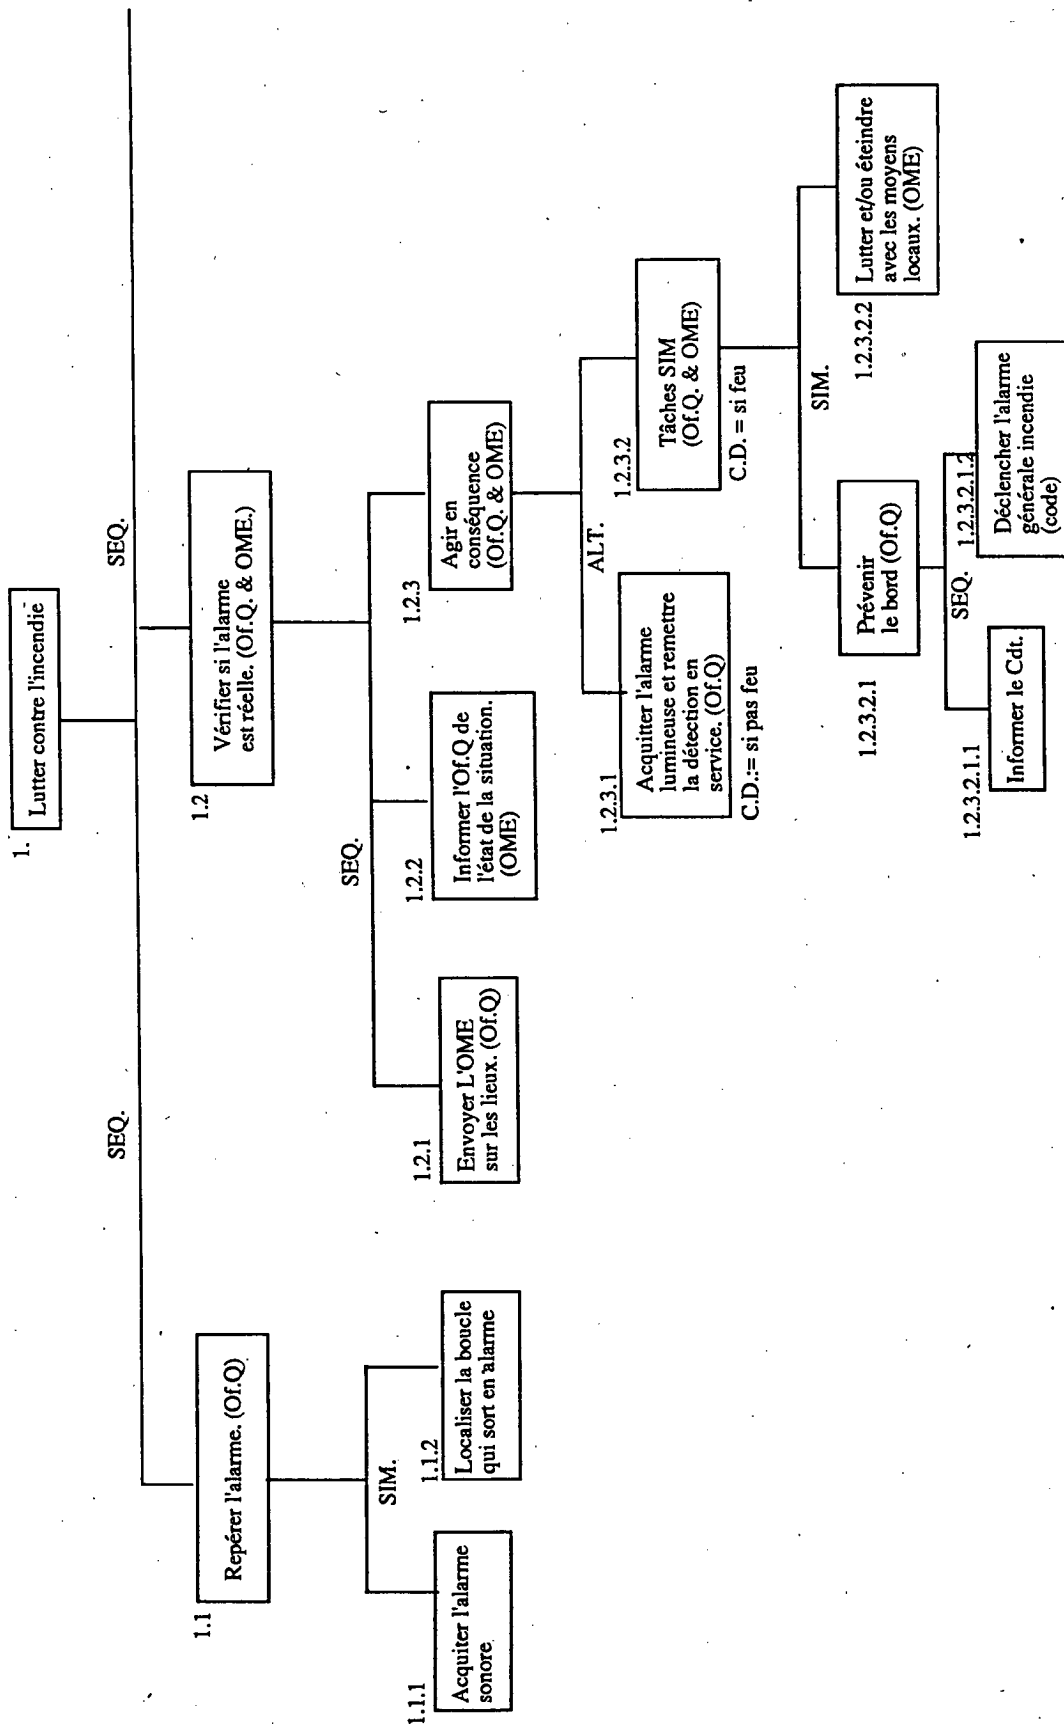 1.
Lutter contre l'incendie
SEQ.
SEQ.
1.1
Repérer l'alarme. (Of.Q)
SIM.
1.1.1
Acquiter l'alarme
sonore
1.1.2
Localiser la boucle
qui sort en alarme
1.2
Vérifier si l'alarme
est réelle. (Of.Q. & OME.)
SEQ.
1.2.1
Envoyer L'OME
sur les lieux. (Of.Q)
1.2.2
Informer l'Of.Q de
l'état de la situation.
(OME)
1.2.3
Agir en
conséquence
(Of.Q. & OME)
ALT.
1.2.3.1
Acquitter l'alarme
lumineuse et remettre
la détection en
service. (Of.Q)
C.D.:= si pas feu
1.2.3.2
Tâches SIM
(Of.Q. & OME)
C.D. = si feu
SIM.
1.2.3.2.1
Prévenir
le bord (Of.Q)
SEQ.
1.2.3.2.1.1
Informer le Cdt.
1.2.3.2.1.2
Déclencher l'alarme
générale incendie
(code)
1.2.3.2.2
Lutter et/ou éteindre
avec les moyens
locaux. (OME)